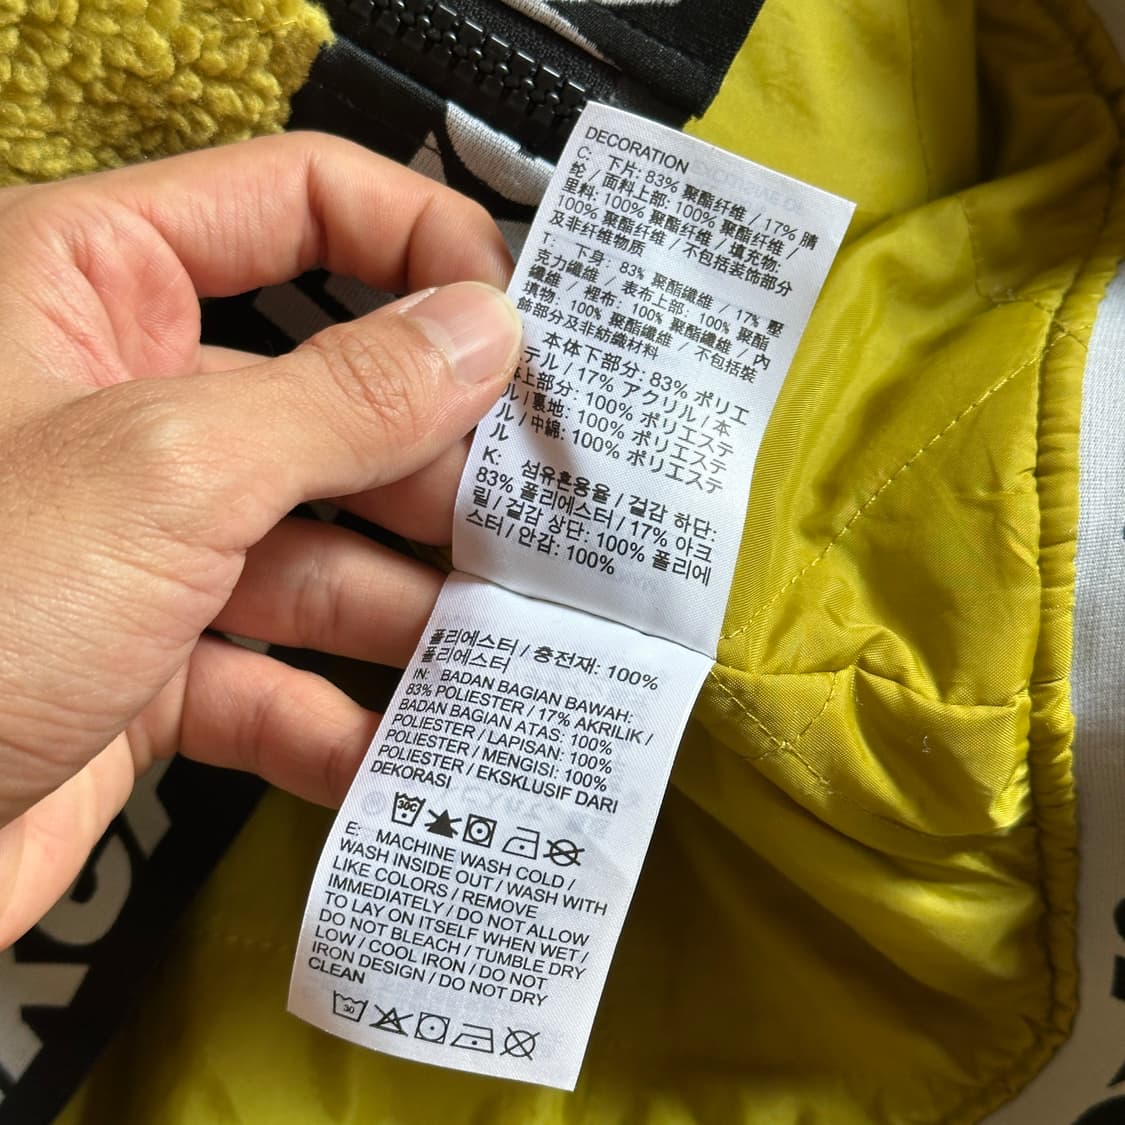 DECORATION
C: 下片: 83% 聚酯纤维 / 17% 腈
纶 / 面料上部: 100% 聚酯纤维 /
里料: 100% 聚酯纤维 / 填充物:
100% 聚酯纤维 / 不包括装饰部分
及非纤维物质
T: 下身: 83% 聚酯纖維 / 17% 壓
克力纖維 / 表布上部: 100% 聚酯
纖維 / 裡布: 100% 聚酯纖維 / 內
填物: 100% 聚酯纖維 / 不包括裝
飾部分及非紡織材料
本体下部分: 83% ポリエ
ステル / 17% アクリル / 本
体上部分: 100% ポリエステ
ル / 裏地: 100% ポリエステ
ル / 中綿: 100% ポリエステ
ル
K: 섬유혼용율 / 겉감 하단:
83% 폴리에스터 / 17% 아크
릴 / 겉감 상단: 100% 폴리에
스터 / 안감: 100%
폴리에스터 / 충전재: 100%
폴리에스터
IN: BADAN BAGIAN BAWAH:
83% POLIESTER / 17% AKRILIK /
BADAN BAGIAN ATAS: 100%
POLIESTER / LAPISAN: 100%
POLIESTER / MENGISI: 100%
POLIESTER / EKSKLUSIF DARI
DEKORASI
30C
E: MACHINE WASH COLD /
WASH INSIDE OUT / WASH WITH
LIKE COLORS / REMOVE
IMMEDIATELY / DO NOT ALLOW
TO LAY ON ITSELF WHEN WET /
DO NOT BLEACH / TUMBLE DRY
LOW / COOL IRON / DO NOT
IRON DESIGN / DO NOT DRY
CLEAN
30